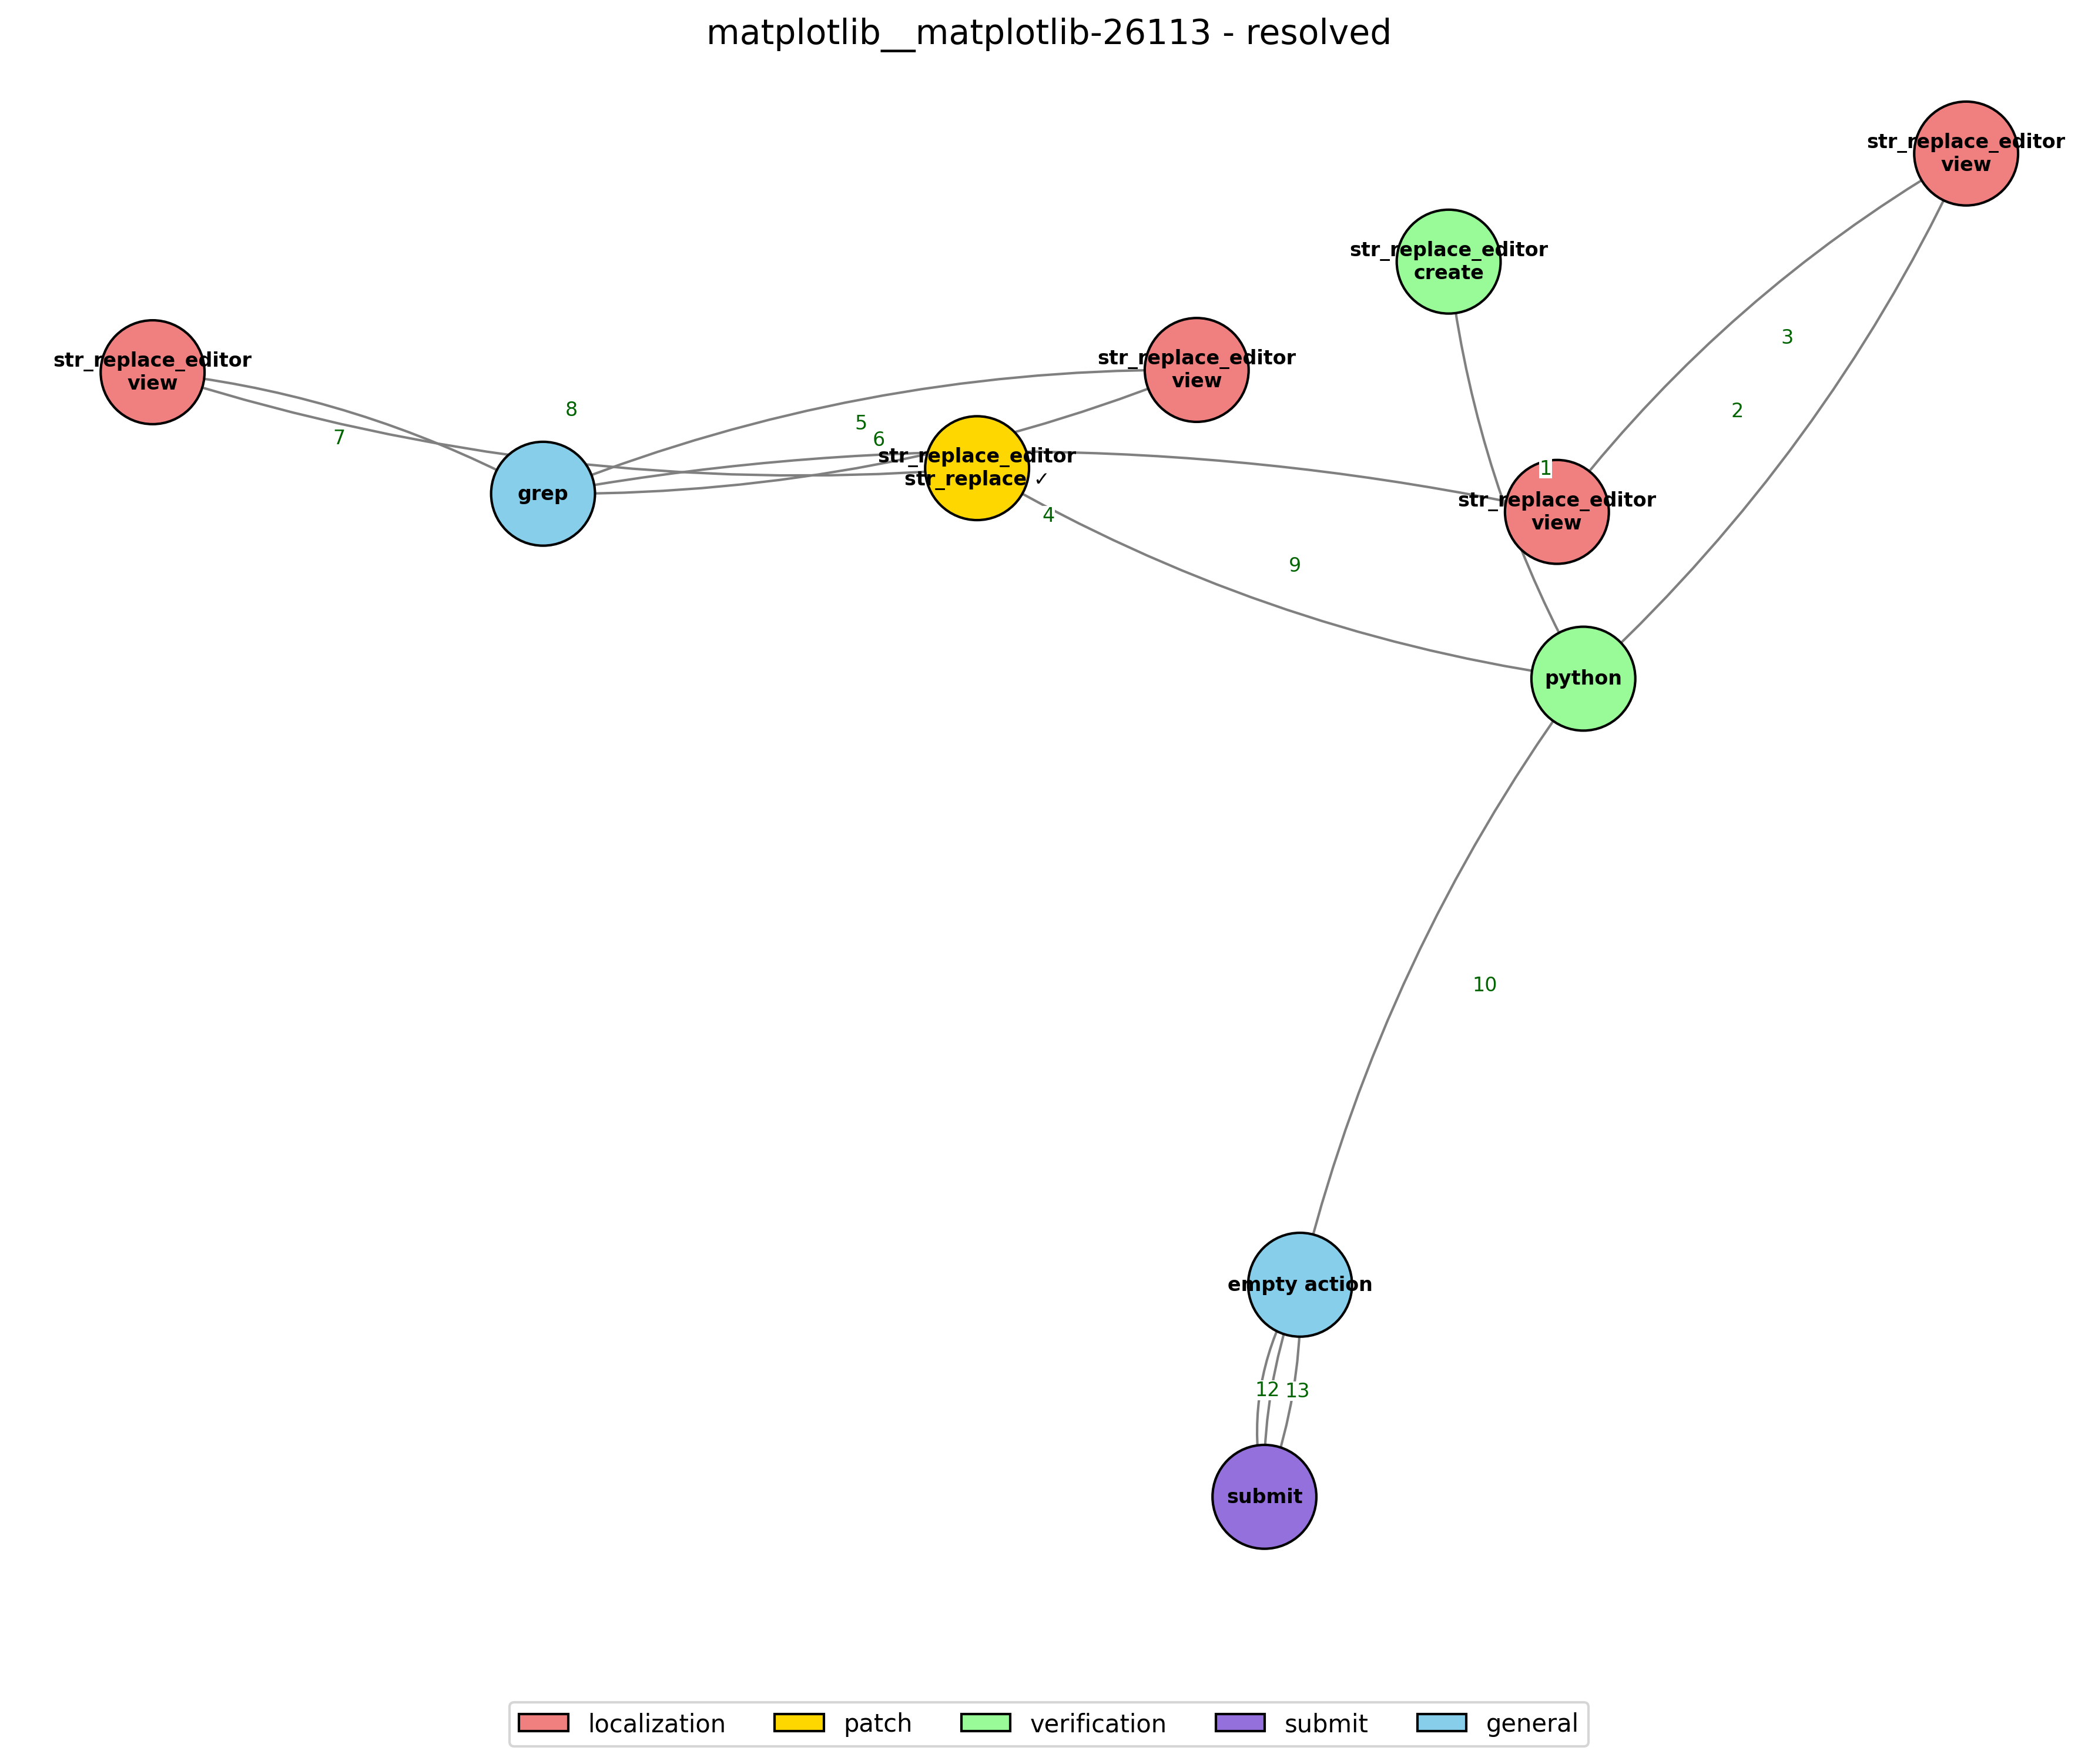 matplotlib__matplotlib-26113 - resolved
str_replace_editor
view
str_replace_editor
create
str_replace_editor
view
str_replace_editor
view
3
8
2
5
7
6
str_replace_editor
str_replace ✓
1
grep
str_replace_editor
view
4
9
python
10
empty action
12
13
submit
localization
patch
verification
submit
general